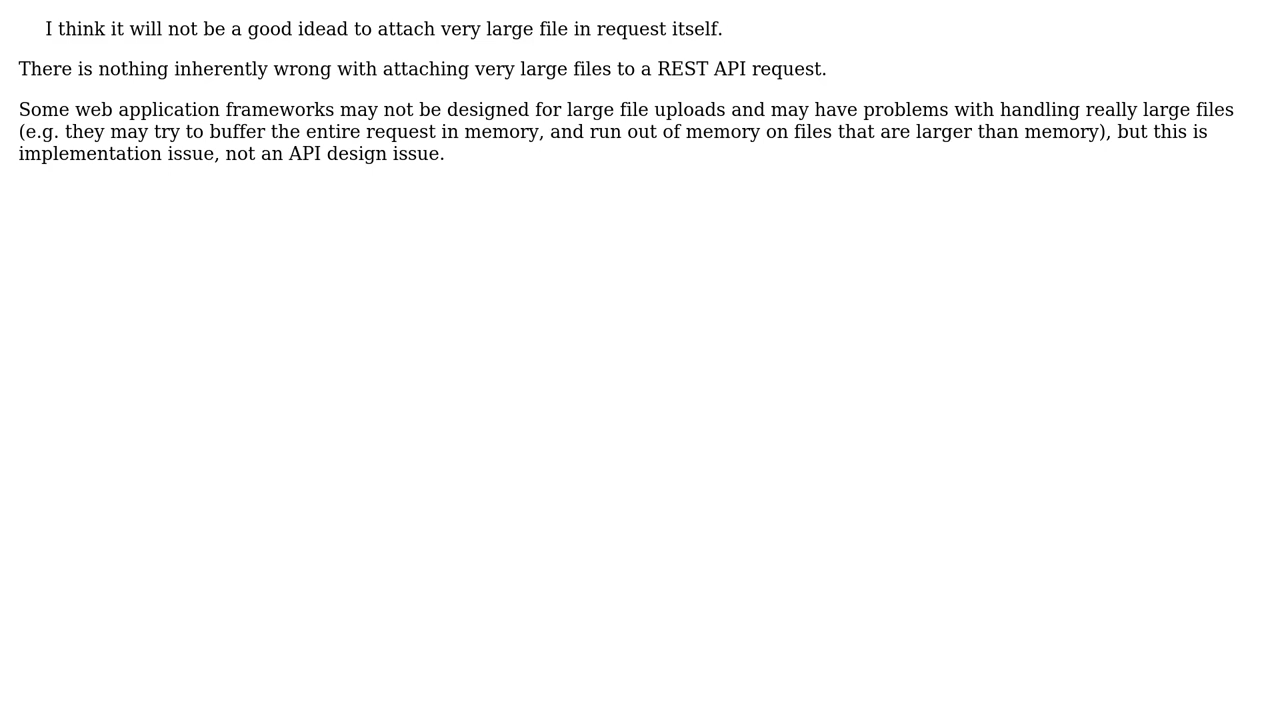 I think it will not be a good idead to attach very large file in request itself.
There is nothing inherently wrong with attaching very large files to a REST API request.
Some web application frameworks may not be designed for large file uploads and may have problems with handling really large files
(e.g. they may try to buffer the entire request in memory, and run out of memory on files that are larger than memory), but this is
implementation issue, not an API design issue.